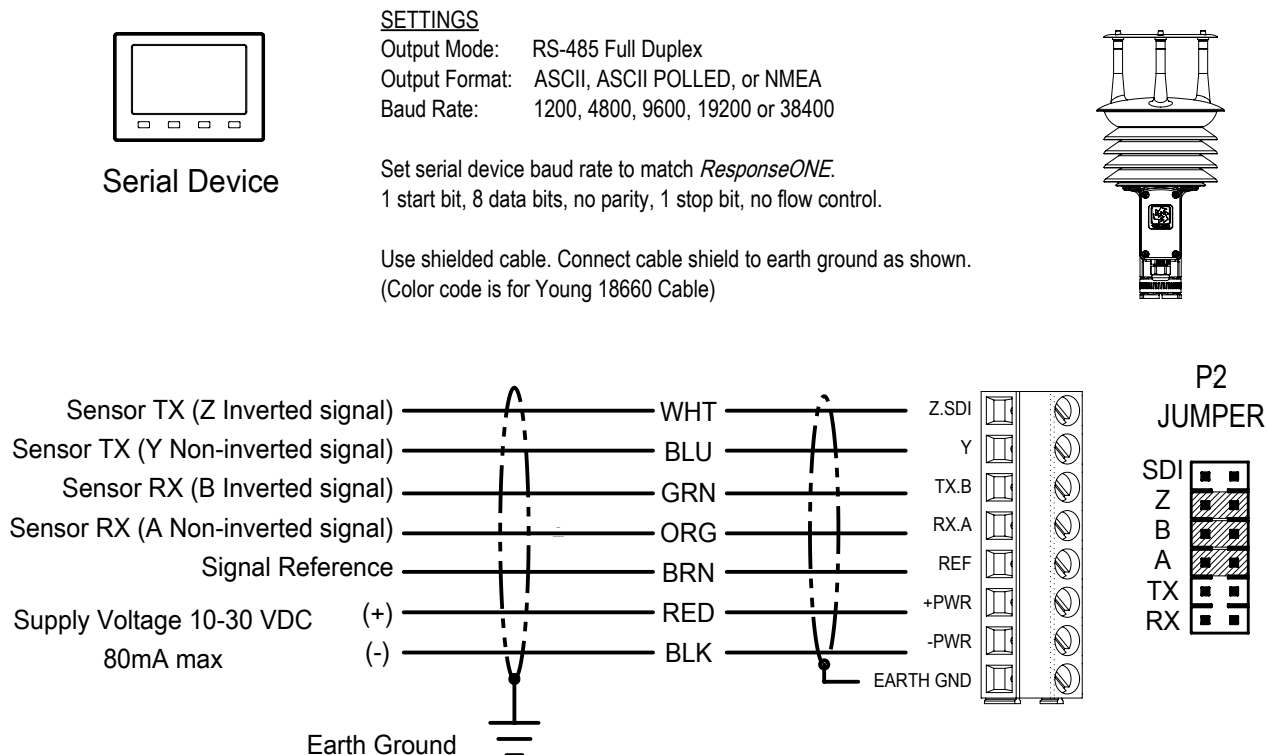 SETTINGS
Output Mode: RS-485 Full Duplex
Output Format: ASCII, ASCII POLLED, or NMEA
Baud Rate: 1200, 4800, 9600, 19200 or 38400
Serial Device
Set serial device baud rate to match ResponseONE.
1 start bit, 8 data bits, no parity, 1 stop bit, no flow control.
Use shielded cable. Connect cable shield to earth ground as shown.
(Color code is for Young 18660 Cable)
Sensor TX (Z Inverted signal) WHT Z.SDI
Sensor TX (Y Non-inverted signal) BLU Y
Sensor RX (B Inverted signal) GRN TX.B
Sensor RX (A Non-inverted signal) ORG RX.A
Signal Reference BRN REF
Supply Voltage 10-30 VDC (+) RED +PWR
80mA max (-) BLK -PWR
EARTH GND
Earth Ground
P2
JUMPER
SDI
Z
B
A
TX
RX